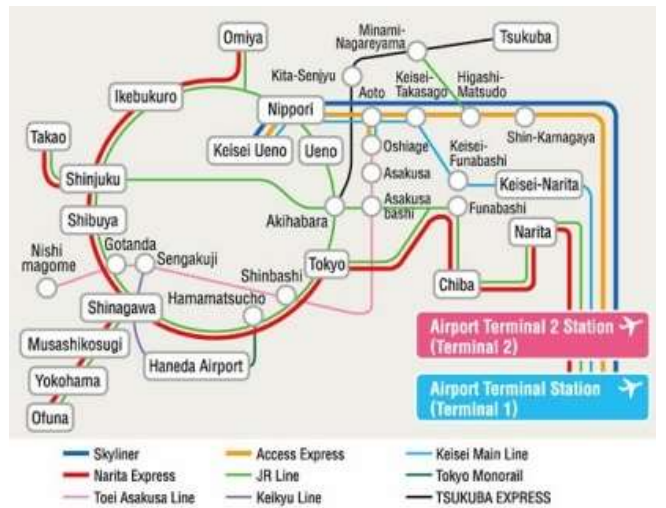 Omiya
Minami-
Nagareyama
Tsukuba
Kita-Senjyu
Ikebukuro
Nippori
Aoto
Keisei-
Takasago
Higashi-
Matsudo
Takao
Keisei Ueno
Ueno
Oshiage
Keisei-
Funabashi
Shin-Kamagaya
Shinjuku
Asakusa
Keisei-Narita
Shibuya
Akihabara
Asakusa
bashi
Funabashi
Nishi
magome
Gotanda
Sengakuji
Tokyo
Narita
Shinbashi
Chiba
Shinagawa
Hamamatsucho
Musashikosugi
Haneda Airport
Yokohama
Ofuna
Airport Terminal 2 Station
(Terminal 2)
Airport Terminal Station
(Terminal 1)
Skyliner
Access Express
Keisei Main Line
Narita Express
JR Line
Tokyo Monorail
Toei Asakusa Line
Keikyu Line
TSUKUBA EXPRESS